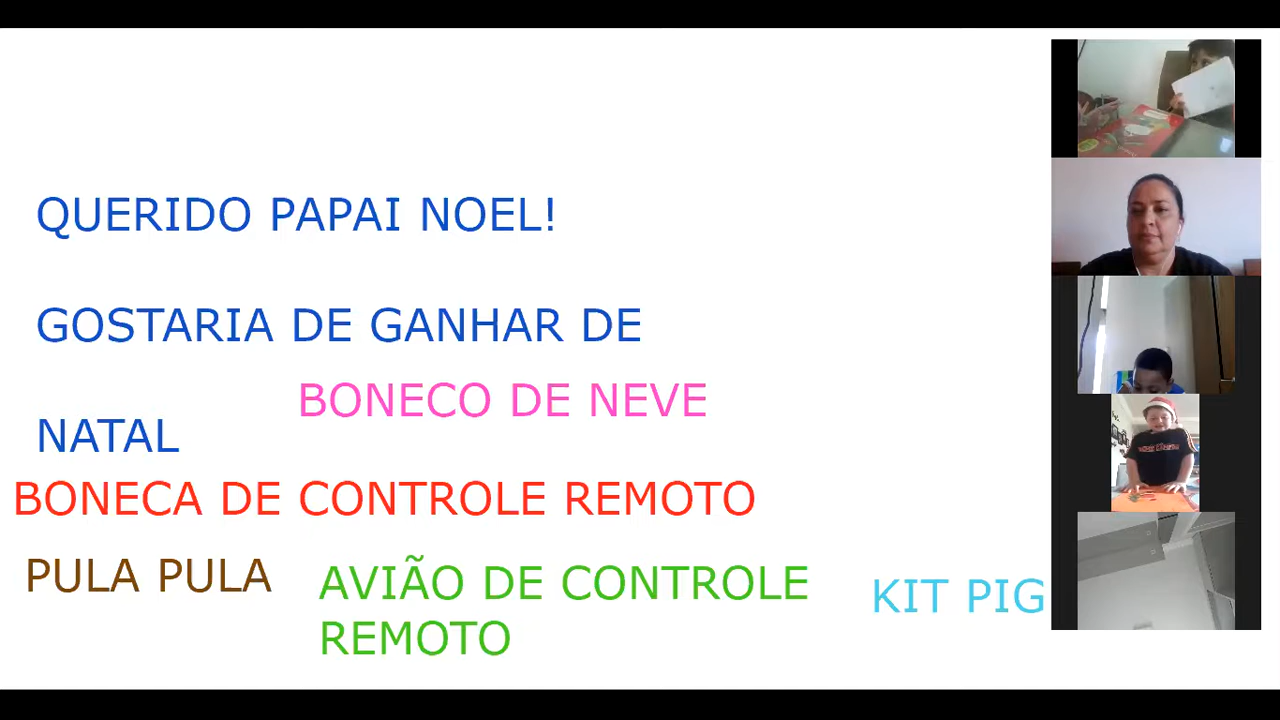 QUERIDO PAPAI NOEL!
GOSTARIA DE GANHAR DE
BONECO DE NEVE
NATAL
BONECA DE CONTROLE REMOTO
PULA PULA
AVIÃO DE CONTROLE
REMOTO
KIT PIG